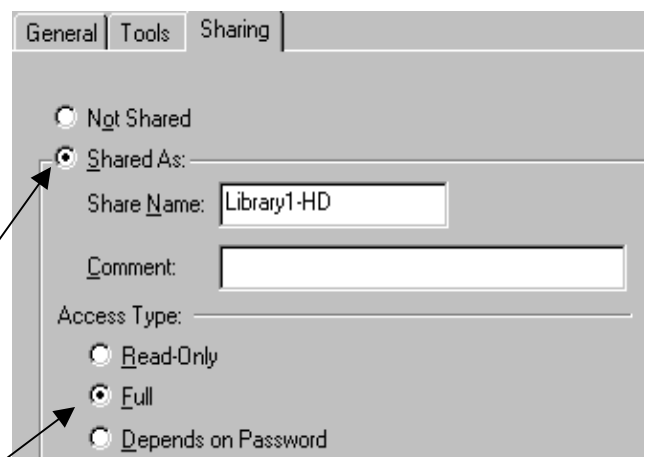 General Tools Sharing
Not Shared
Shared As:
Share Name: Library1-HD
Comment:
Access Type:
Read-Only
Full
Depends on Password